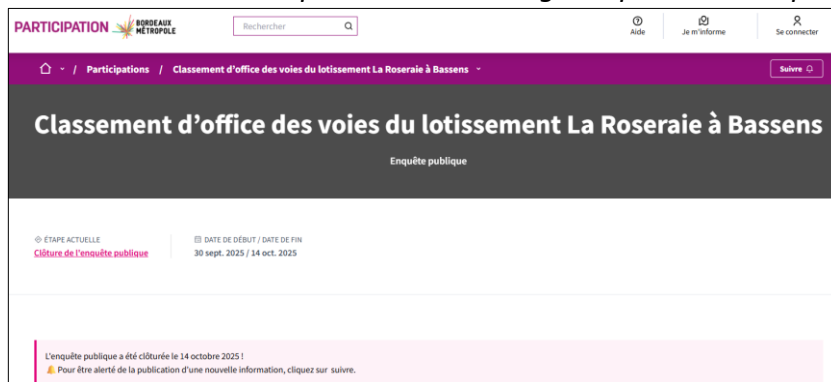 PARTICIPATION BORDEAUX MÉTROPOLE Rechercher Aide Je m'informe Se connecter
/ Participations / Classement d'office des voies du lotissement La Roseraie à Bassens Suivre
Classement d'office des voies du lotissement La Roseraie à Bassens
Enquête publique
ÉTAPE ACTUELLE DATE DE DÉBUT / DATE DE FIN
Clôture de l'enquête publique 30 sept. 2025 / 14 oct. 2025
L'enquête publique a été clôturée le 14 octobre 2025 !
Pour être alerté de la publication d'une nouvelle information, cliquez sur suivre.